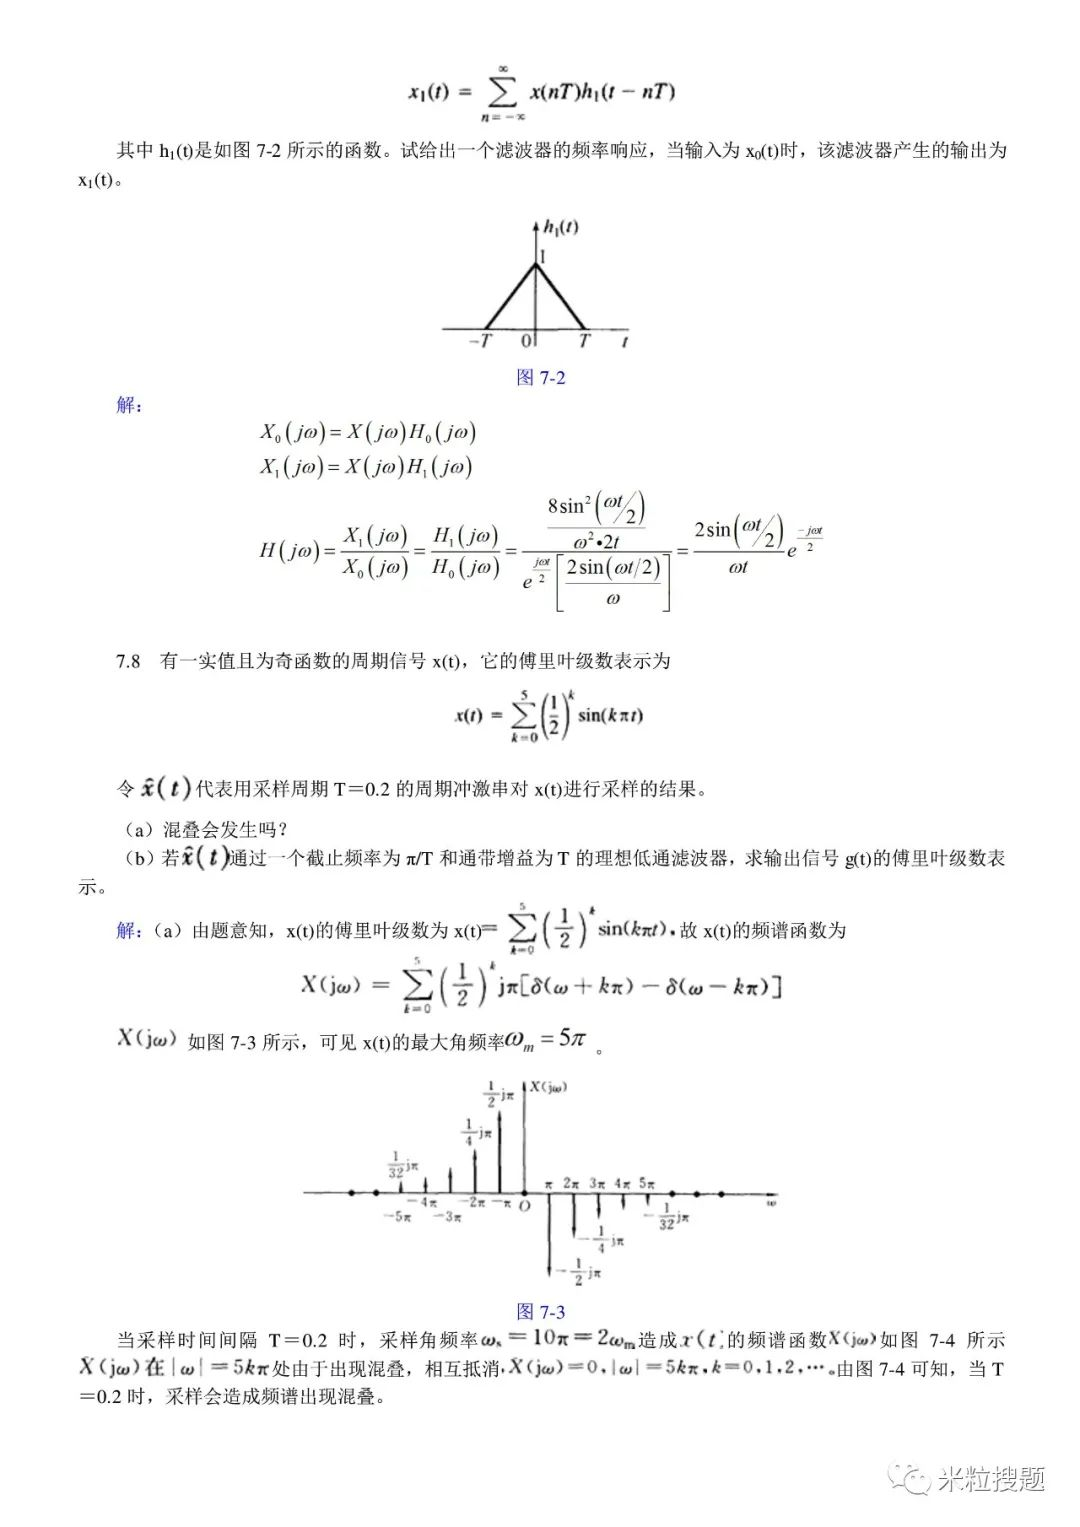 x₁(t) = ∑_{n=-∞}^{∞} x(nT)h₁(t - nT)
其中 h₁(t)是如图 7-2 所示的函数。试给出一个滤波器的频率响应，当输入为 x₀(t)时，该滤波器产生的输出为
x₁(t)。
h₁(t)
1
-T 0 T t
图 7-2
解：
X₀(jω) = X(jω)H₀(jω)
X₁(jω) = X(jω)H₁(jω)
H(jω) = X₁(jω)/X₀(jω) = H₁(jω)/H₀(jω) = (8sin²(ωt/2)/(ω²•2t))/(e^{jωt/2}[2sin(ωt/2)/ω]) = (2sin(ωt/2)/ωt)e^{-jωt/2}
7.8 有一实值且为奇函数的周期信号 x(t)，它的傅里叶级数表示为
x(t) = ∑_{k=0}^{5} (1/2)^k sin(kπt)
令 x̂(t) 代表用采样周期 T＝0.2 的周期冲激串对 x(t)进行采样的结果。
（a）混叠会发生吗？
（b）若 x̂(t)通过一个截止频率为 π/T 和通带增益为 T 的理想低通滤波器，求输出信号 g(t)的傅里叶级数表
示。
解：（a）由题意知，x(t)的傅里叶级数为 x(t)= ∑_{k=0}^{5} (1/2)^k sin(kπt)，故 x(t)的频谱函数为
X(jω) = ∑_{k=0}^{5} (1/2)^k jπ[δ(ω + kπ) − δ(ω − kπ)]
X(jω) 如图 7-3 所示，可见 x(t)的最大角频率ω_m = 5π 。
X(jω)
1/2 jπ
1/4 jπ
1/32 jπ
π 2π 3π 4π 5π
-5π -4π -3π -2π -π O ω
-1/32 jπ
-1/4 jπ
-1/2 jπ
图 7-3
当采样时间间隔 T＝0.2 时，采样角频率ωₛ = 10π = 2ω_m 造成 x(t) 的频谱函数 X(jω) 如图 7-4 所示
X̂(jω) 在 |ω| = 5kπ 处由于出现混叠，相互抵消，X(jω)=0，|ω|=5kπ，k=0,1,2,⋯。由图 7-4 可知，当 T
＝0.2 时，采样会造成频谱出现混叠。
米粒搜题